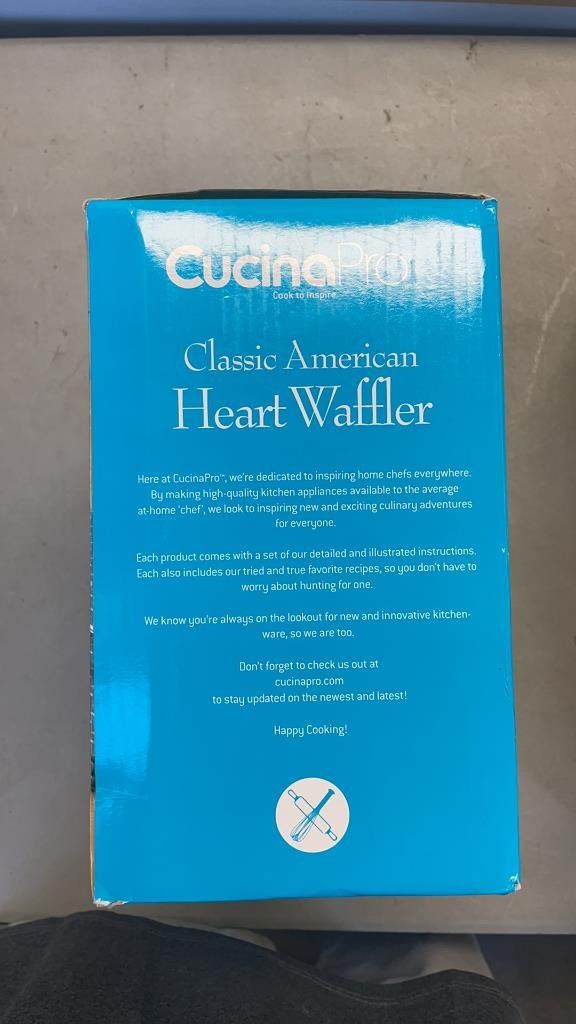 CucinaPro
Cook to Inspire
Classic American
Heart Waffler
Here at CucinaPro™, we're dedicated to inspiring home chefs everywhere.
By making high-quality kitchen appliances available to the average
at-home 'chef', we look to inspiring new and exciting culinary adventures
for everyone.
Each product comes with a set of our detailed and illustrated instructions.
Each also includes our tried and true favorite recipes, so you don't have to
worry about hunting for one.
We know you're always on the lookout for new and innovative kitchen-
ware, so we are too.
Don't forget to check us out at
cucinapro.com
to stay updated on the newest and latest!
Happy Cooking!